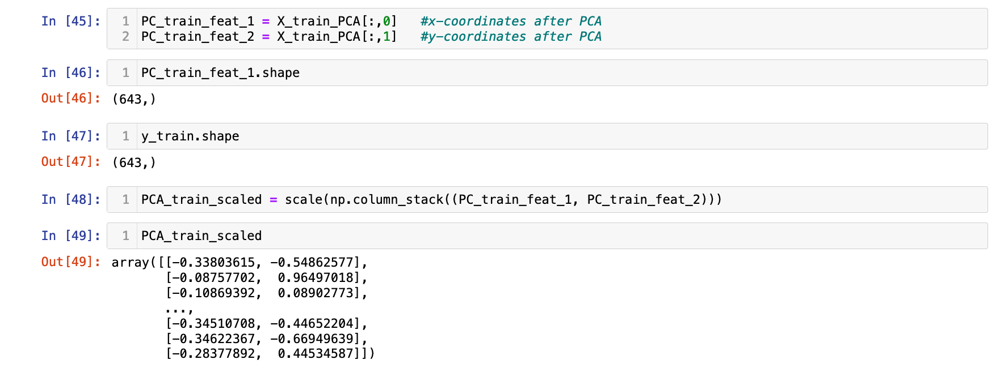 In [45]: 1 PC_train_feat_1 = X_train_PCA[:,0] #x-coordinates after PCA
2 PC_train_feat_2 = X_train_PCA[:,1] #y-coordinates after PCA
In [46]: 1 PC_train_feat_1.shape
Out[46]: (643,)
In [47]: 1 y_train.shape
Out[47]: (643,)
In [48]: 1 PCA_train_scaled = scale(np.column_stack((PC_train_feat_1, PC_train_feat_2)))
In [49]: 1 PCA_train_scaled
Out[49]: array([[-0.33803615, -0.54862577],
[-0.08757702, 0.96497018],
[-0.10869392, 0.08902773],
...,
[-0.34510708, -0.44652204],
[-0.34622367, -0.66949639],
[-0.28377892, 0.44534587]])